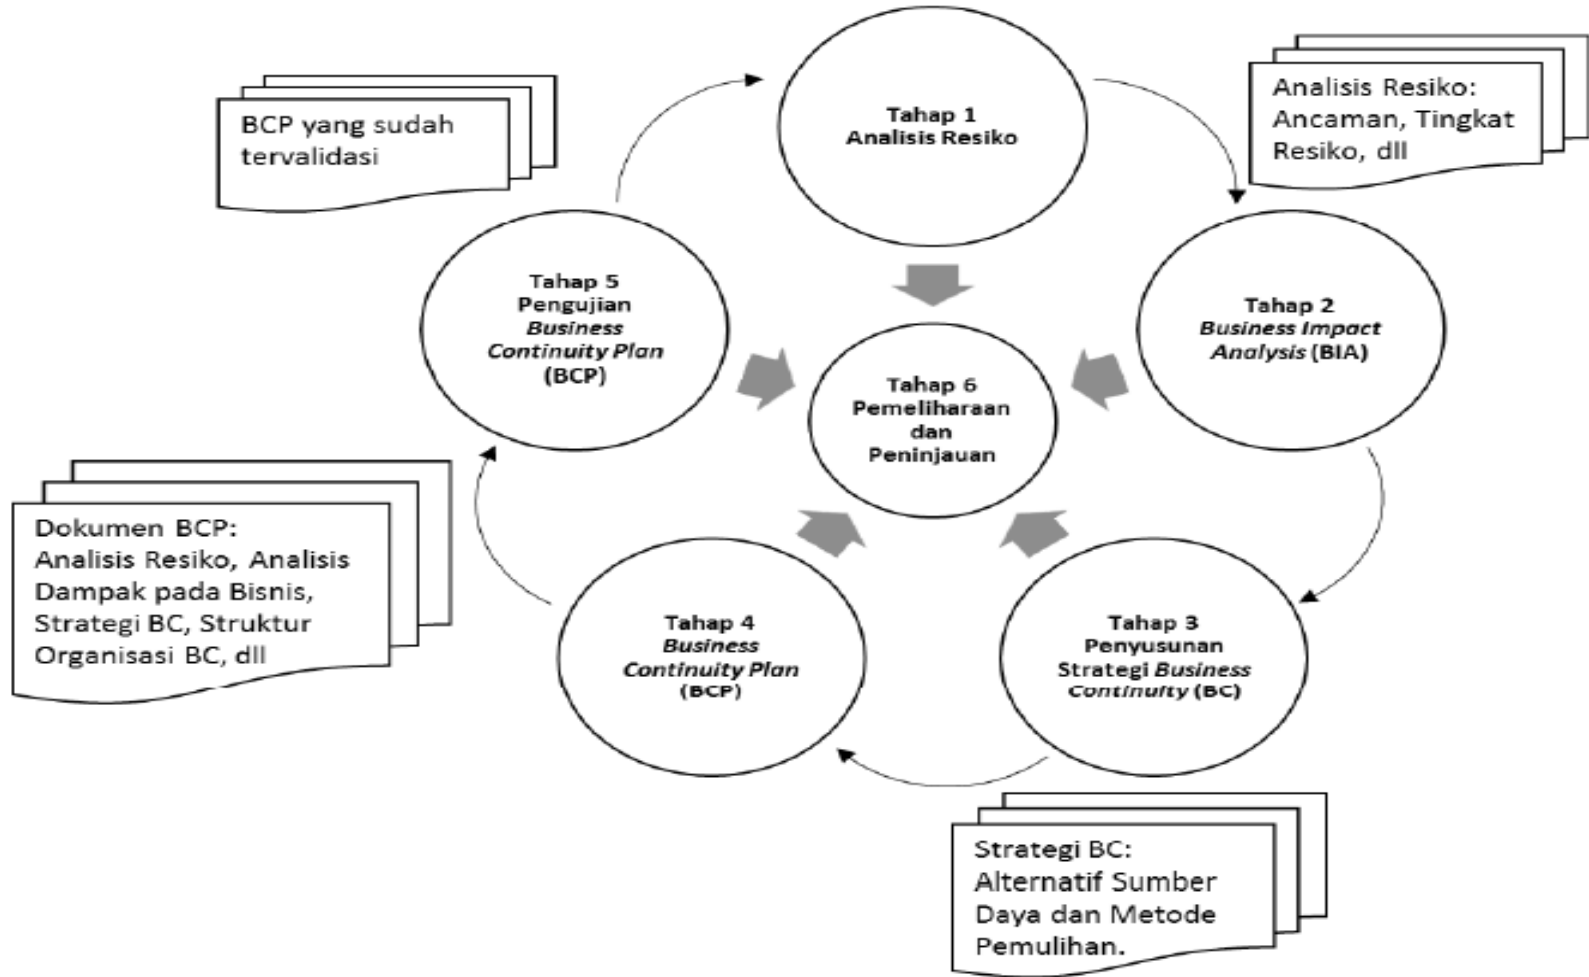 Tahap 1
Analisis Resiko
Analisis Resiko:
Ancaman, Tingkat
Resiko, dll
BCP yang sudah
tervalidasi
Tahap 5
Pengujian
Business
Continuity Plan
(BCP)
Tahap 2
Business Impact
Analysis (BIA)
Tahap 6
Pemeliharaan
dan
Peninjauan
Dokumen BCP:
Analisis Resiko, Analisis
Dampak pada Bisnis,
Strategi BC, Struktur
Organisasi BC, dll
Tahap 4
Business
Continuity Plan
(BCP)
Tahap 3
Penyusunan
Strategi Business
Continuity (BC)
Strategi BC:
Alternatif Sumber
Daya dan Metode
Pemulihan.